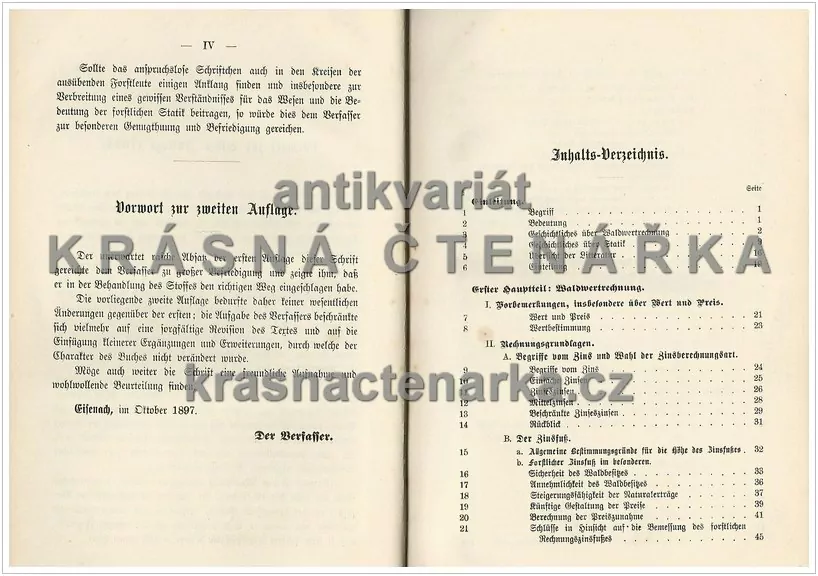 — IV —
Sollte das anspruchslose Schriftchen auch in den Kreisen der
ausübenden Forstleute einigen Anklang finden und insbesondere zur
Verbreitung eines gewissen Verständnisses für das Wesen und die Be-
deutung der forstlichen Statik beitragen, so würde dies dem Verfasser
zur besonderen Genugthuung und Befriedigung gereichen.
Vorwort zur zweiten Auflage.
Der unerwartet rasche Absatz der ersten Auflage dieser Schrift
gereichte dem Verfasser zu großer Befriedigung und zeigte ihm, daß
er in der Behandlung des Stoffes den richtigen Weg eingeschlagen habe.
Die vorliegende zweite Auflage bedurfte daher keiner wesentlichen
Änderungen gegenüber der ersten; die Aufgabe des Verfassers beschränkte
sich vielmehr auf eine sorgfältige Revision des Textes und auf die
Einfügung kleinerer Ergänzungen und Erweiterungen, durch welche der
Charakter des Buches nicht verändert wurde.
Möge auch weiter die Schrift eine freundliche Aufnahme und
wohlwollende Beurteilung finden.
Eisenach, im Oktober 1897.
Der Verfasser.
Inhalts-Verzeichnis.
Seite
Einleitung.
1 Begriff 1
2 Bedeutung 1
3 Geschichtliches über Waldwertrechnung 2
4 Geschichtliches über Statik 9
5 Übersicht der Litteratur 16
6 Einteilung 18
Erster Hauptteil: Waldwertrechnung.
I. Vorbemerkungen, insbesondere über Wert und Preis.
7 Wert und Preis 21
8 Wertbestimmung 23
II. Rechnungsgrundlagen.
A. Begriffe vom Zins und Wahl der Zinsberechnungsart.
9 Begriffe vom Zins 24
10 Einfache Zinsen 25
Zinseszinsen 26
12 Mittelzinsen 28
13 Beschränkte Zinseszinsen 29
14 Rückblick 31
B. Der Zinsfuß.
15 a. Allgemeine Bestimmungsgründe für die Höhe des Zinsfußes 32
b. Forstlicher Zinsfuß im besonderen.
16 Sicherheit des Waldbesitzes 33
17 Annehmlichkeit des Waldbesitzes 36
18 Steigerungsfähigkeit der Naturalerträge 37
19 Künftige Gestaltung der Preise 39
20 Berechnung der Preiszunahme 41
21 Schlüsse in Hinsicht auf die Bemessung des forstlichen
Rechnungszinsfußes 45
antikvariát
KRÁSNÁ ČTENÁŘKA
krasnactenarka.cz